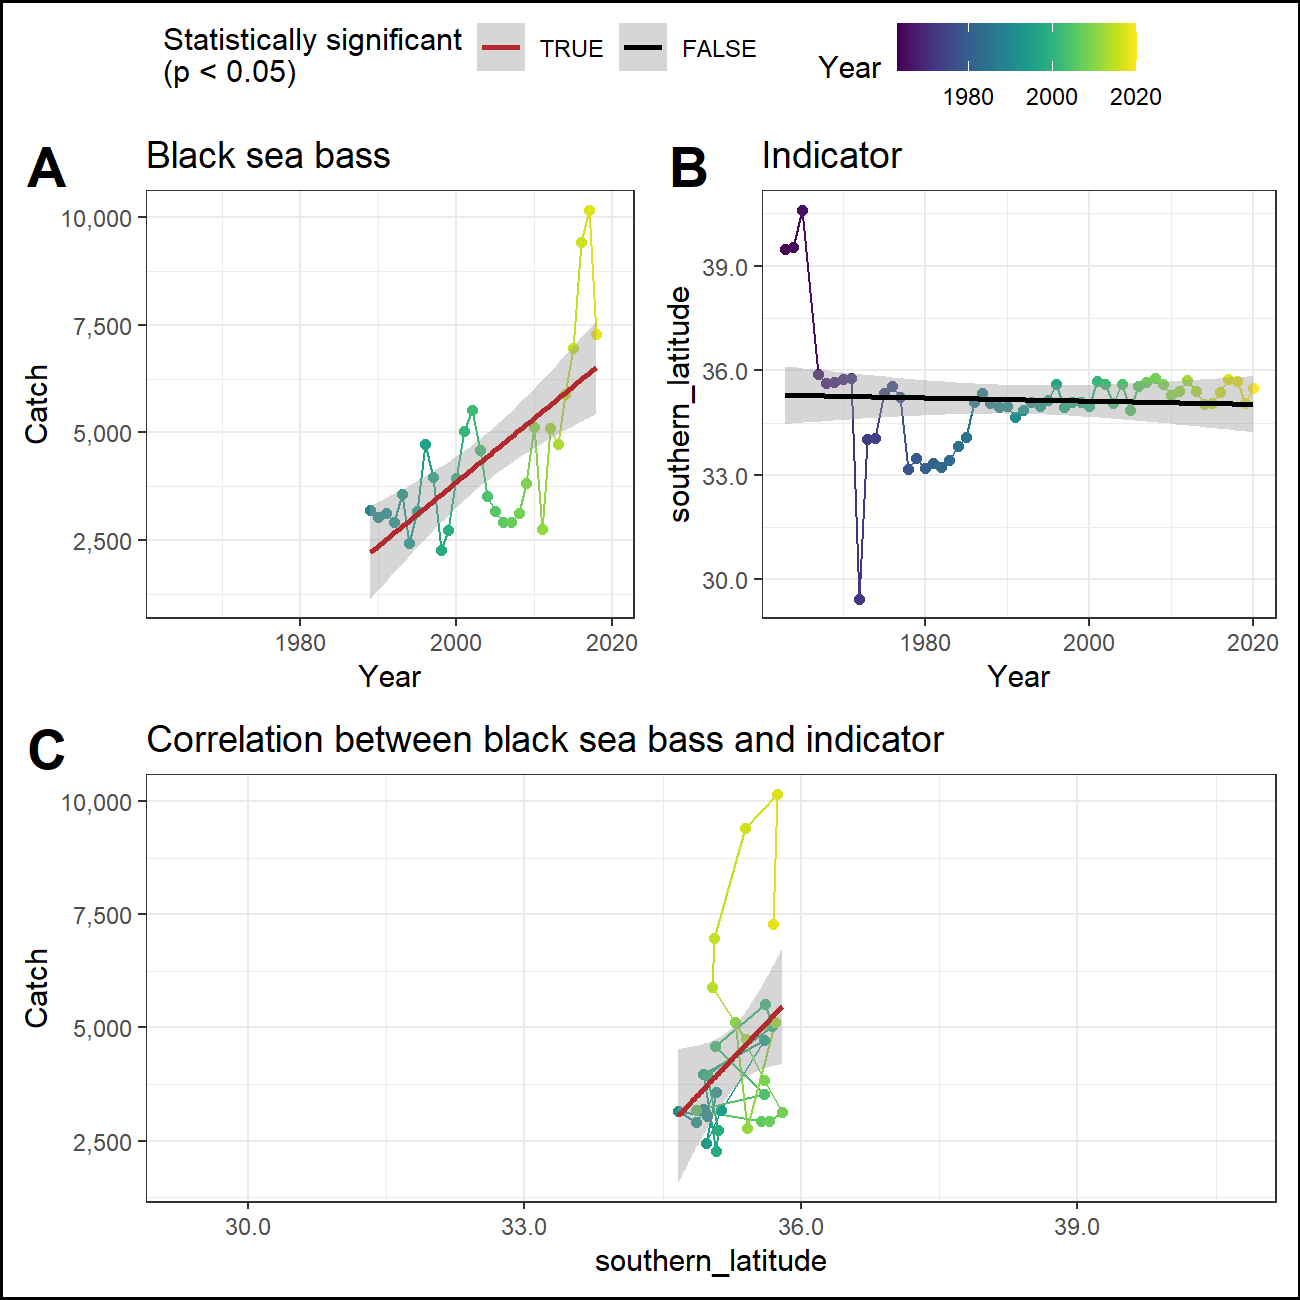 Statistically significant
(p < 0.05)
TRUE
FALSE
Year
1980
2000
2020
A
Black sea bass
10,000
7,500
5,000
2,500
Catch
1980
2000
2020
Year
B
Indicator
39.0
36.0
33.0
30.0
southern_latitude
1980
2000
2020
Year
C
Correlation between black sea bass and indicator
10,000
7,500
5,000
2,500
Catch
30.0
33.0
36.0
39.0
southern_latitude